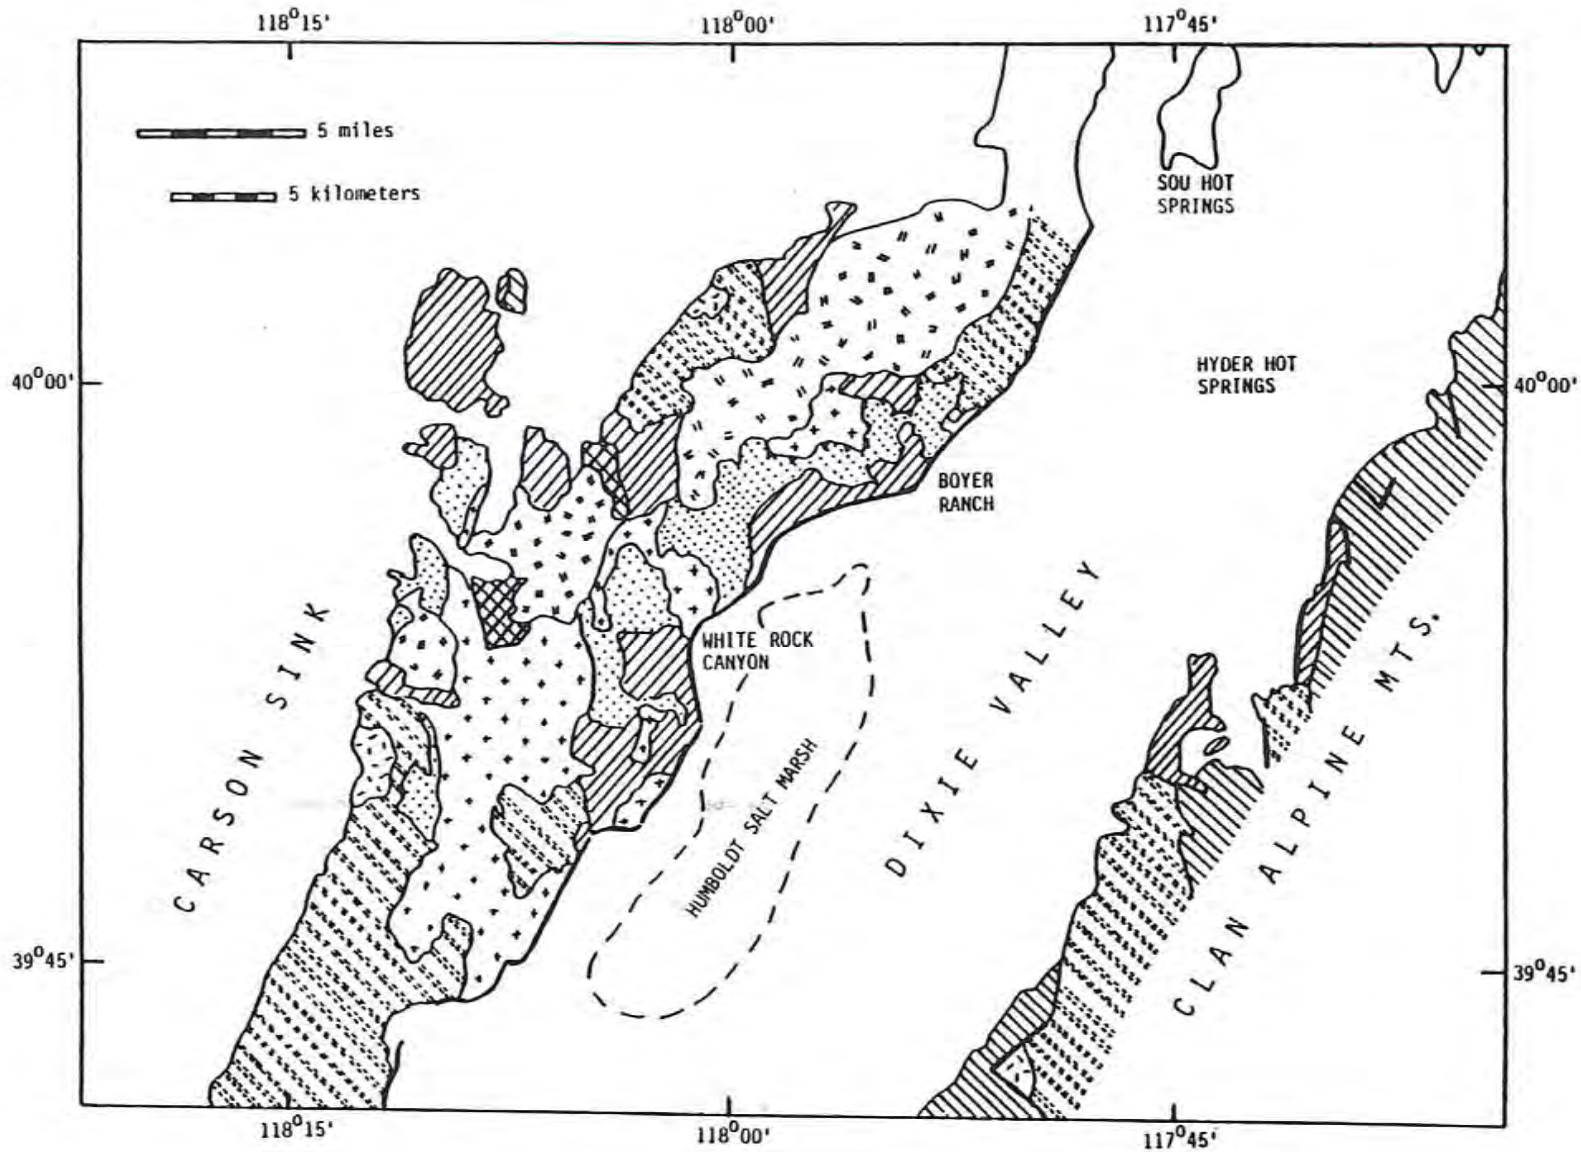 118°15'
118°00'
117°45'
5 miles
5 kilometers
SOU HOT
SPRINGS
HYDER HOT
SPRINGS
40°00'
40°00'
BOYER
RANCH
WHITE ROCK
CANYON
CARSON SINK
HUMBOLDT SALT MARSH
DIXIE VALLEY
CLAN ALPINE MTS.
39°45'
39°45'
118°15'
118°00'
117°45'